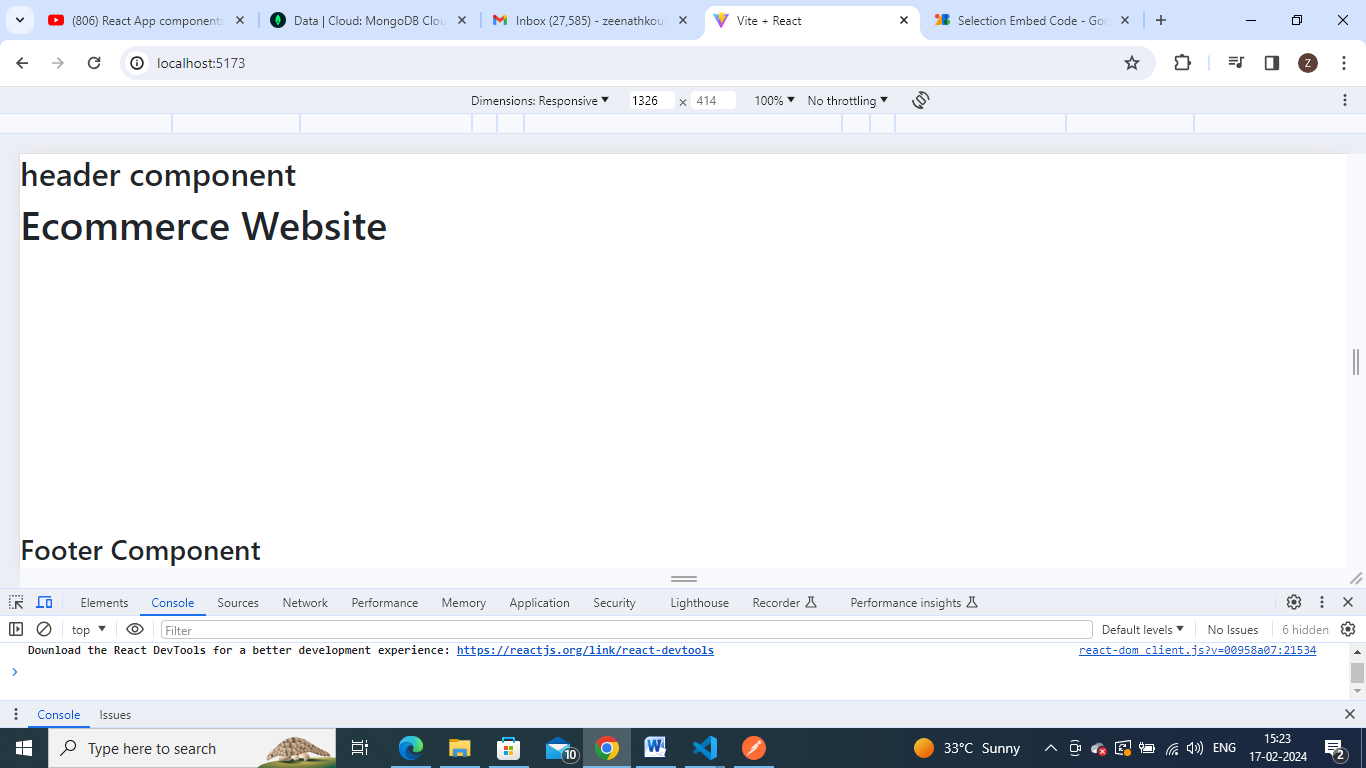 (806) React App component
Data | Cloud: MongoDB Clou
Inbox (27,585) - zeenathkous
Vite + React
Selection Embed Code - Goo
localhost:5173
Z
Dimensions: Responsive 1326 × 414 100% No throttling
header component
Ecommerce Website
Footer Component
Elements Console Sources Network Performance Memory Application Security Lighthouse Recorder Performance insights
top Filter Default levels No Issues 6 hidden
Download the React DevTools for a better development experience: https://reactjs.org/link/react-devtools react-dom_client.js?v=00958a07:21534
Console Issues
Type here to search 10 33°C Sunny ENG 15:23 2
17-02-2024